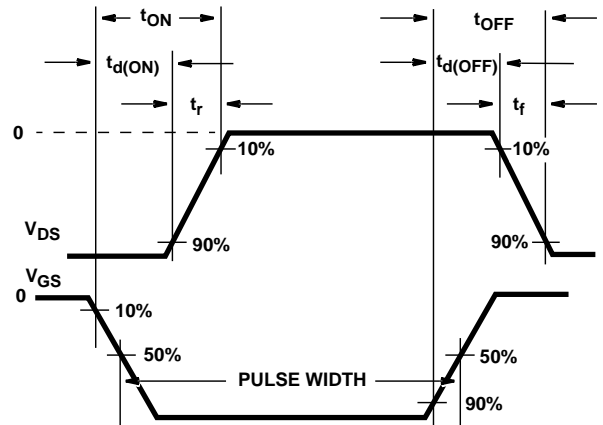 tON tOFF
td(ON) td(OFF)
tr tf
0
10% 10%
VDS 90% 90%
VGS
0
10%
50% 50%
PULSE WIDTH
90%